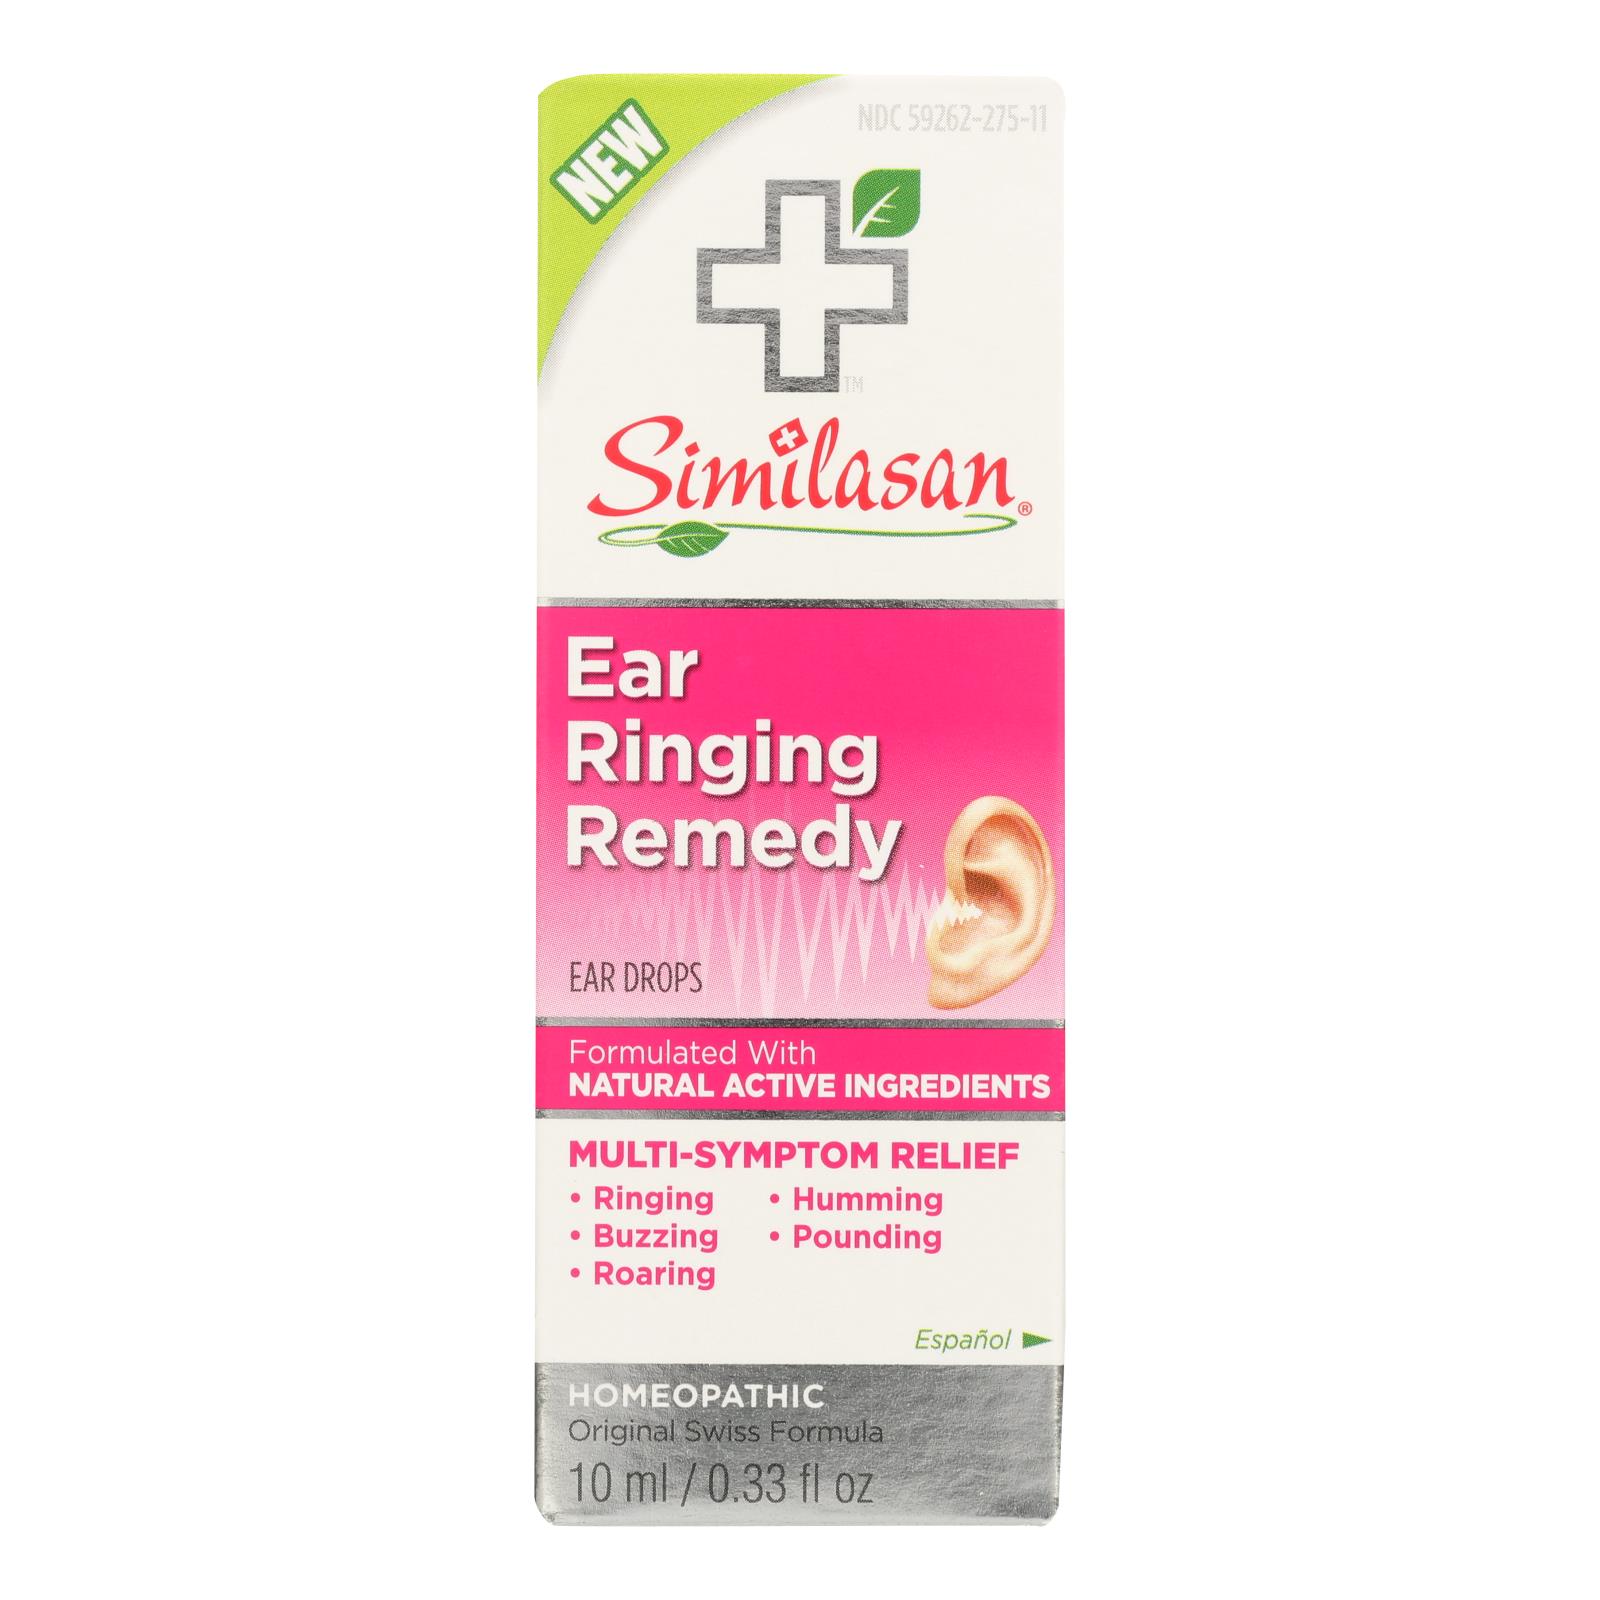 NEW
NDC 59262-275-11
TM
Similasan®
Ear
Ringing
Remedy
EAR DROPS
Formulated With
NATURAL ACTIVE INGREDIENTS
MULTI-SYMPTOM RELIEF
• Ringing • Humming
• Buzzing • Pounding
• Roaring
Español
HOMEOPATHIC
Original Swiss Formula
10 ml / 0.33 fl oz